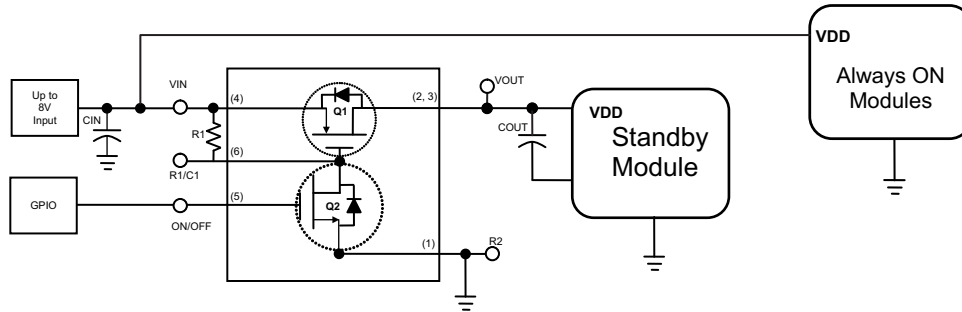 VDD
Always ON
Modules
Up to
8V
Input
CIN
VIN
(4)
Q1
(2, 3)
VOUT
COUT
VDD
Standby
Module
R1
(6)
R1/C1
GPIO
ON/OFF
(5)
Q2
(1)
R2